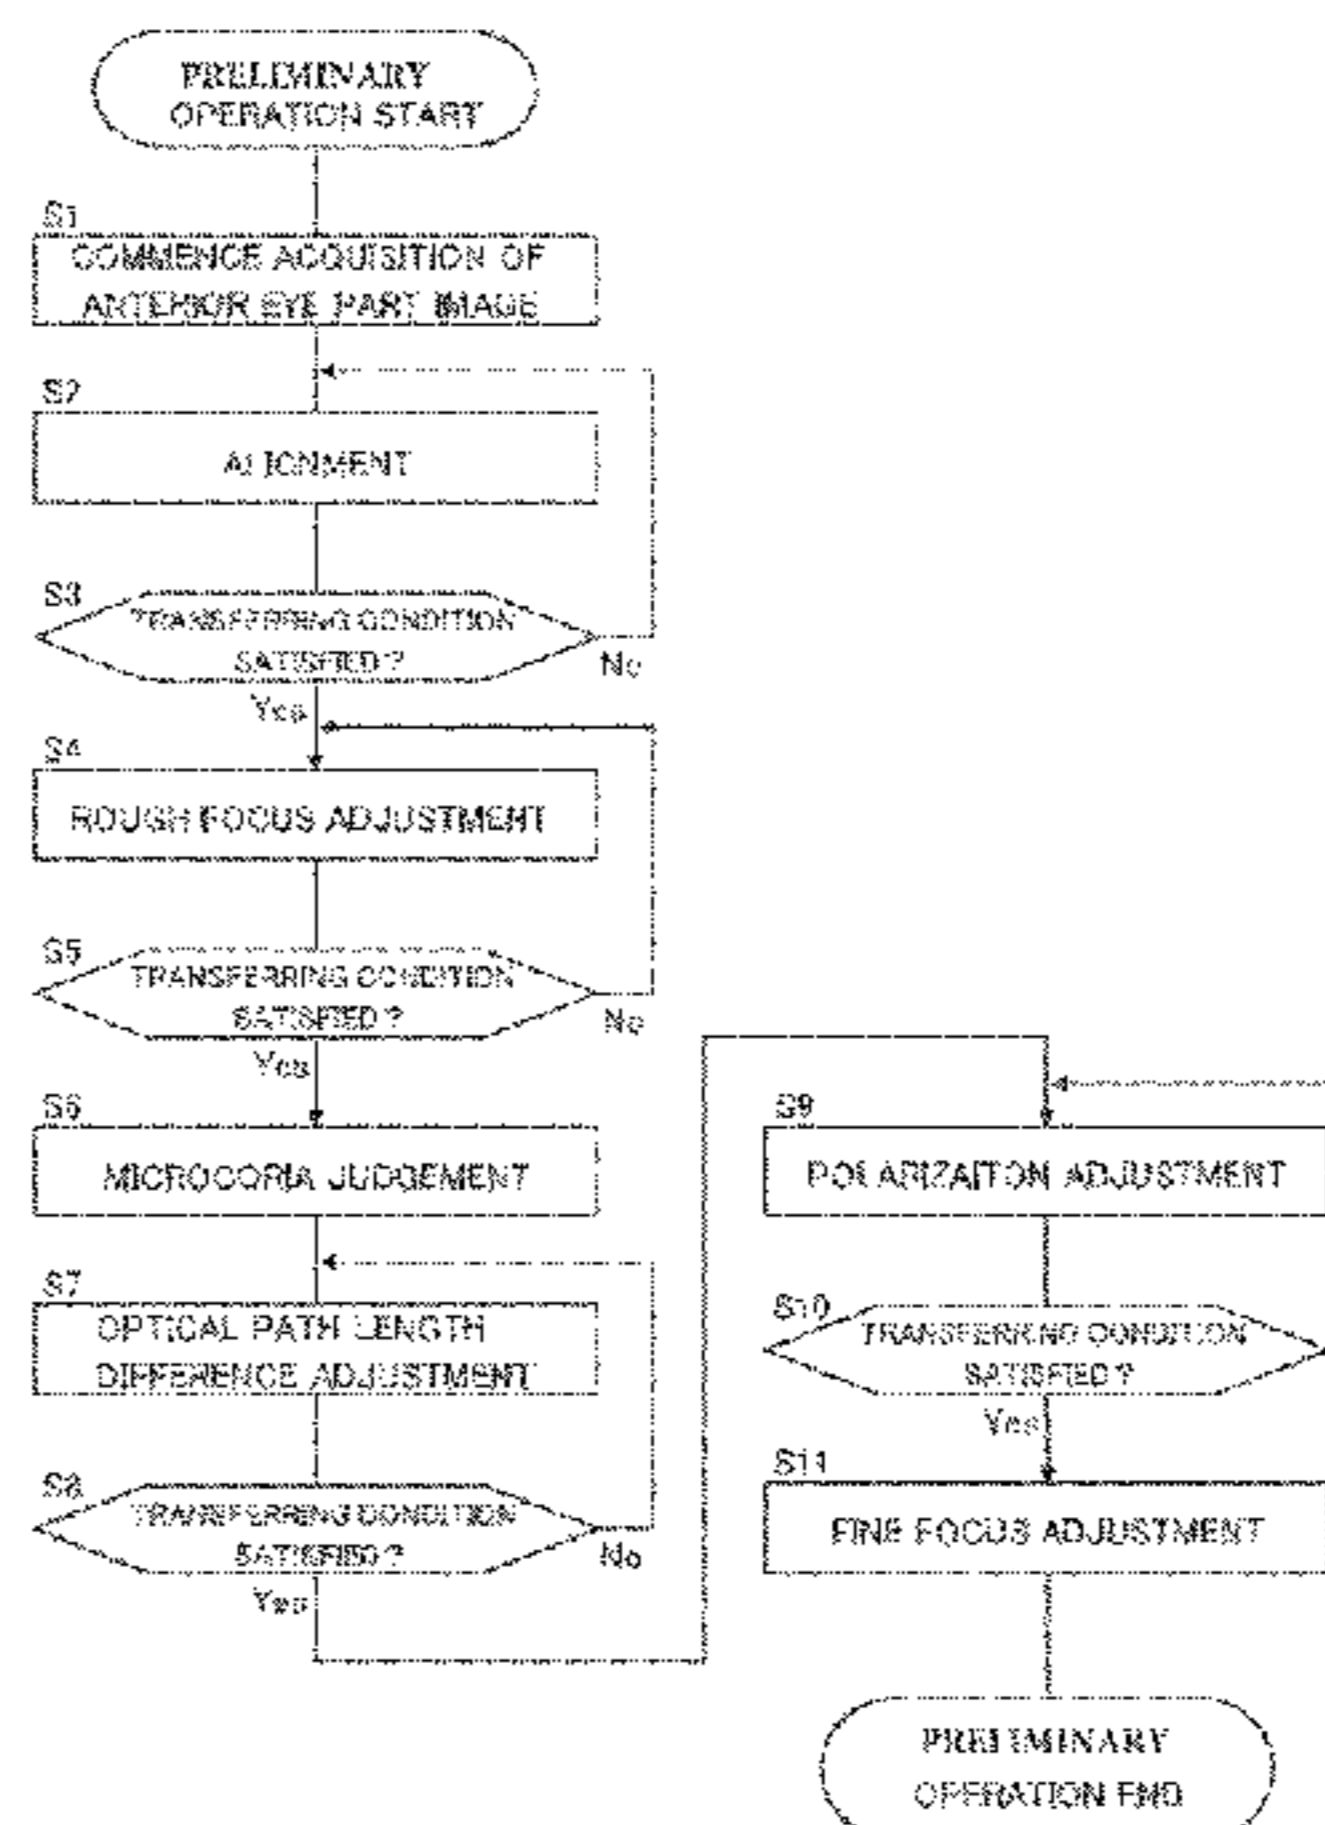 PRELIMINARY
OPERATION START
S1
COMMENCE ACQUISITION OF
ANTERIOR EYE PART IMAGE
S2
ALIGNMENT
S3
TRANSFERRING CONDITION
SATISFIED ?
No
Yes
S4
ROUGH FOCUS ADJUSTMENT
S5
TRANSFERRING CONDITION
SATISFIED ?
No
Yes
S6
MICROCORIA JUDGEMENT
S7
OPTICAL PATH LENGTH
DIFFERENCE ADJUSTMENT
S8
TRANSFERRING CONDITION
SATISFIED ?
No
Yes
S9
POLARIZAITON ADJUSTMENT
S10
TRANSFERRING CONDITION
SATISFIED ?
Yes
S11
FINE FOCUS ADJUSTMENT
PRELIMINARY
OPERATION END